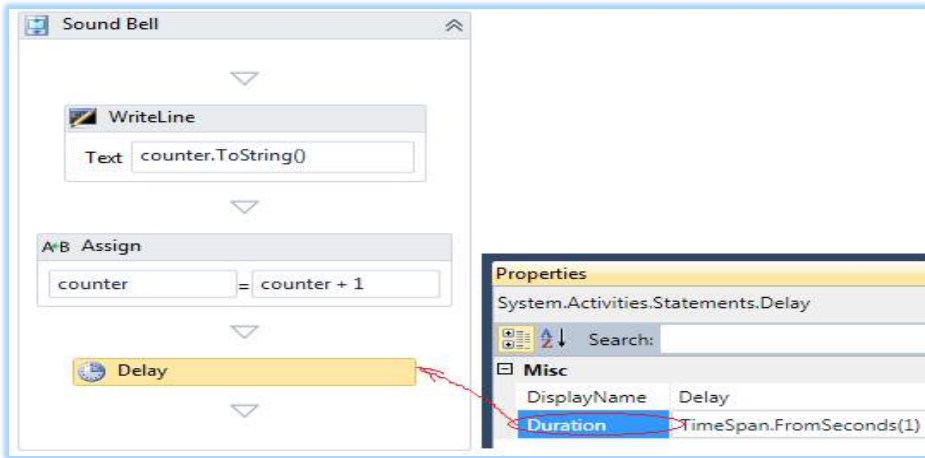 Sound Bell
WriteLine
Text counter.ToString()
A+B Assign
counter = counter + 1
Delay
Properties
System.Activities.Statements.Delay
Search:
Misc
DisplayName Delay
Duration TimeSpan.FromSeconds(1)